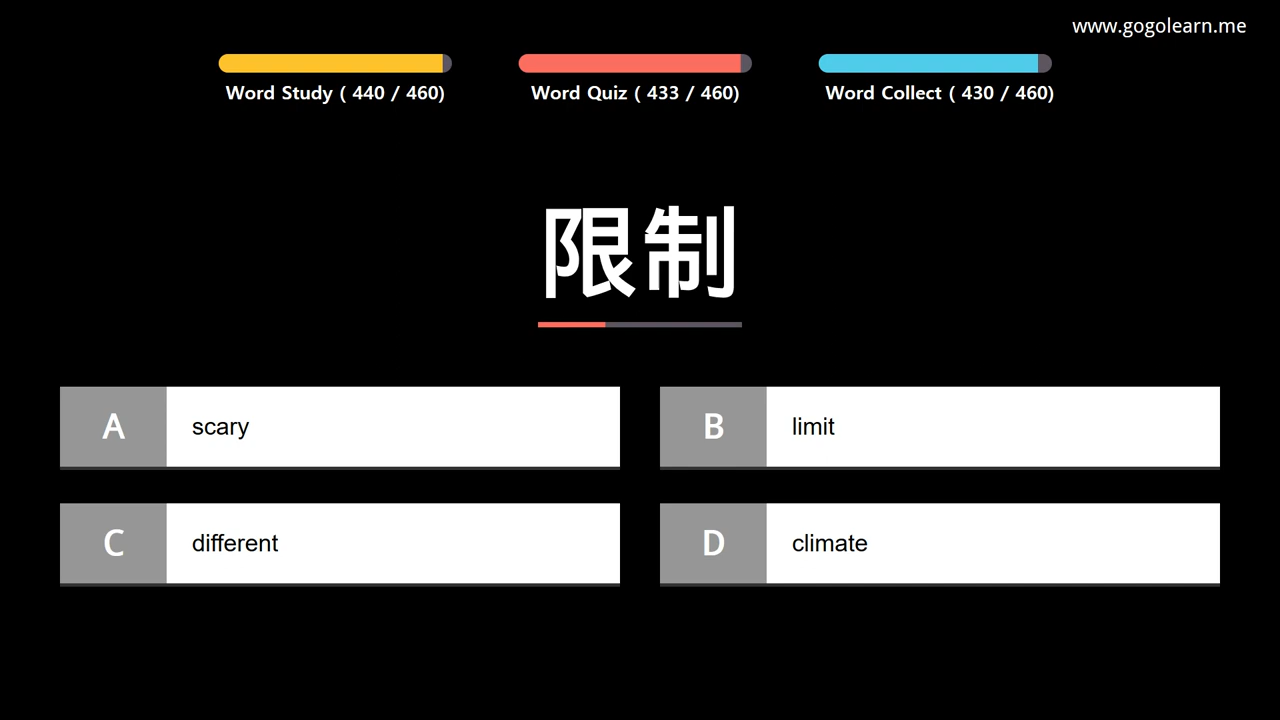 www.gogolearn.me
Word Study ( 440 / 460)
Word Quiz ( 433 / 460)
Word Collect ( 430 / 460)
限制
A scary
B limit
C different
D climate